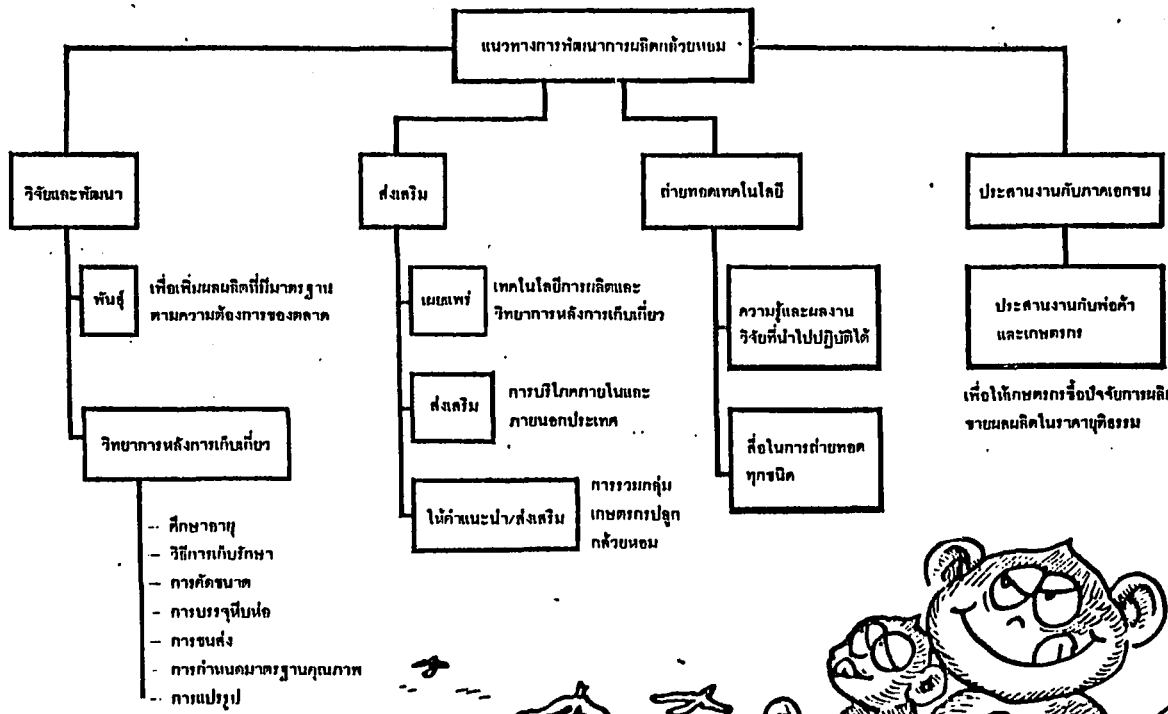 แนวทางการพัฒนาการผลิตกล้วยหอม
วิจัยและพัฒนา
ส่งเสริม
ถ่ายทอดเทคโนโลยี
ประสานงานกับภาคเอกชน
พันธุ์
เพื่อเพิ่มผลผลิตที่มีมาตรฐาน
ตามความต้องการของตลาด
วิทยาการหลังการเก็บเกี่ยว
- ศึกษาอายุ
- วิธีการเก็บรักษา
- การคัดขนาด
- การบรรจุหีบห่อ
- การขนส่ง
- การกำหนดมาตรฐานคุณภาพ
- การแปรรูป
เผยแพร่
เทคโนโลยีการผลิตและ
วิทยาการหลังการเก็บเกี่ยว
ส่งเสริม
การบริโภคภายในและ
ภายนอกประเทศ
ให้คำแนะนำ/ส่งเสริม
การรวมกลุ่ม
เกษตรกรปลูก
กล้วยหอม
ความรู้และผลงาน
วิจัยที่นำไปปฏิบัติได้
สื่อในการถ่ายทอด
ทุกชนิด
ประสานงานกับพ่อค้า
และเกษตรกร
เพื่อให้เกษตรกรซื้อปัจจัยการผลิ
ขายผลผลิตในราคายุติธรรม